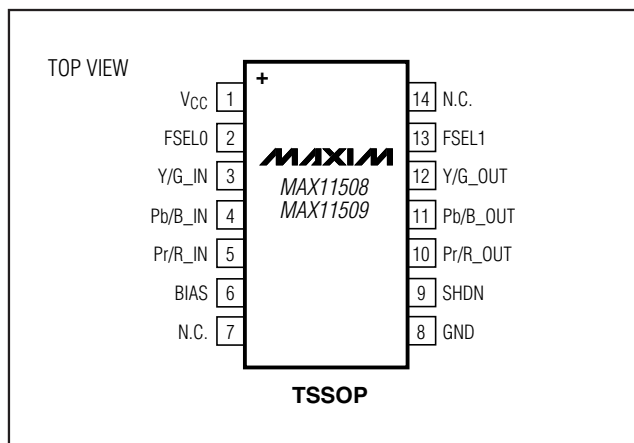 TOP VIEW
+
VCC 1
14 N.C.
FSEL0 2
13 FSEL1
MAXIM
Y/G_IN 3
12 Y/G_OUT
MAX11508
Pb/B_IN 4
11 Pb/B_OUT
MAX11509
Pr/R_IN 5
10 Pr/R_OUT
BIAS 6
9 SHDN
N.C. 7
8 GND
TSSOP